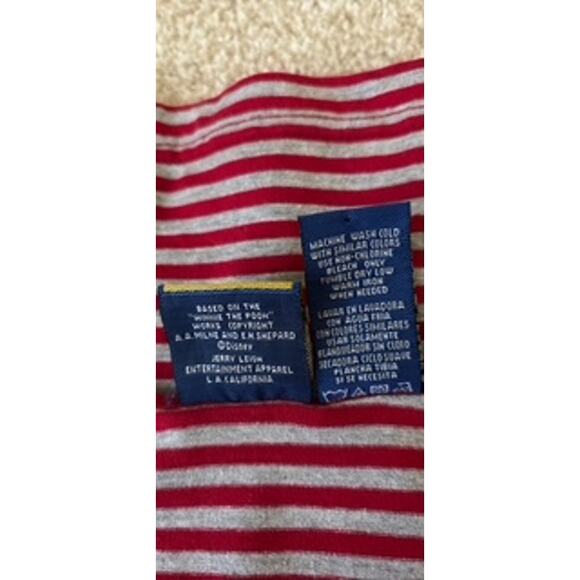 BASED ON THE
"WINNIE THE POOH"
WORKS COPYRIGHT
A.A. MILNE AND E.H. SHEPARD
©DISNEY
JERRY LEIGH
ENTERTAINMENT APPAREL
L.A. CALIFORNIA
MACHINE WASH COLD
WITH SIMILAR COLORS
USE NON-CHLORINE
BLEACH ONLY
TUMBLE DRY LOW
WARM IRON
WHEN NEEDED
LAVAR EN LAVADORA
CON AGUA FRIA
CON COLORES SIMILARES
USAR SOLAMENTE
BLANQUEADOR SIN CLORO
SECADORA CICLO SUAVE
PLANCHA TIBIA
SI SE NECESITA